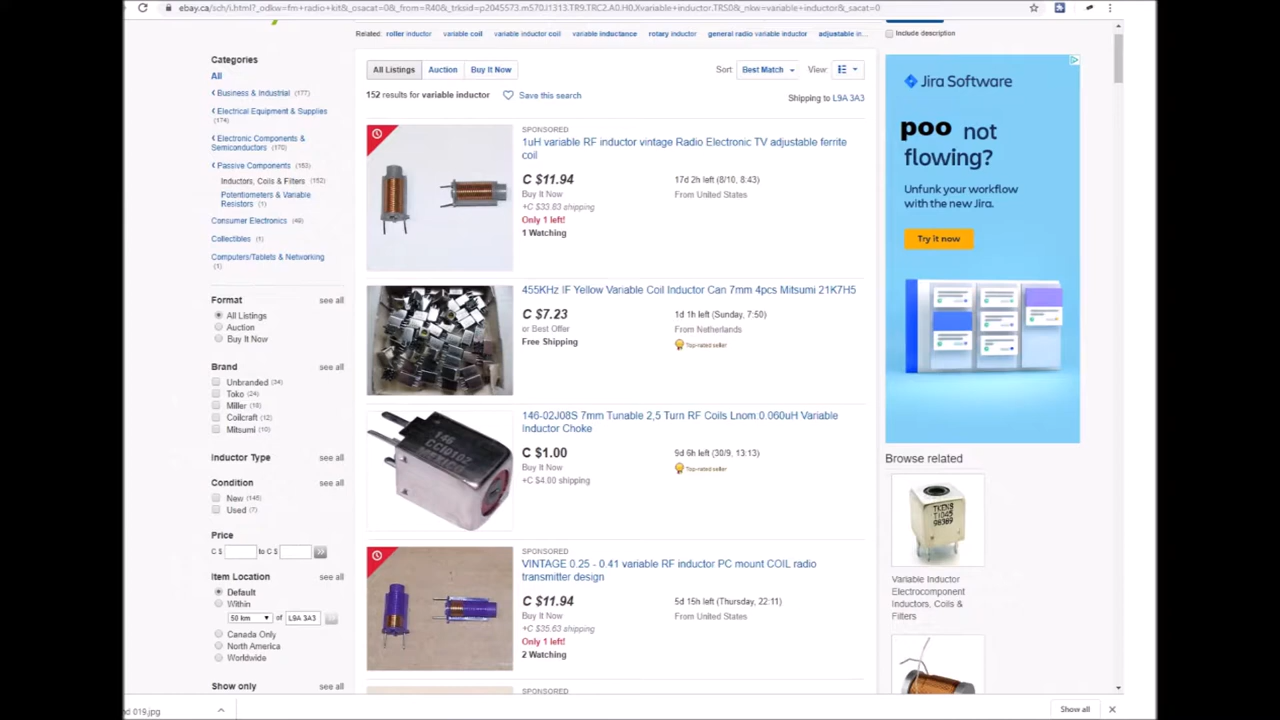 ebay.ca/sch/i.html?_odkw=fm+radio+kit&_osacat=0&_from=R40&_trksid=p2045573.m570.l1313.TR9.TRC2.A0.H0.Xvariable+inductor.TRS0&_nkw=variable+inductor&_sacat=0
Related: roller inductor variable coil variable inductor coil variable inductance rotary inductor general radio variable inductor adjustable in...
Include description
Categories
All
Business & Industrial (177)
Electrical Equipment & Supplies
(174)
Electronic Components &
Semiconductors (170)
Passive Components (153)
Inductors, Coils & Filters (152)
Potentiometers & Variable
Resistors (1)
Consumer Electronics (49)
Collectibles (1)
Computers/Tablets & Networking
(1)
Format see all
All Listings
Auction
Buy It Now
Brand see all
Unbranded (34)
Toko (24)
Miller (18)
Coilcraft (12)
Mitsumi (10)
Inductor Type see all
Condition see all
New (145)
Used (7)
Price
C $ to C $
Item Location see all
Default
Within
50 km of L9A 3A3
Canada Only
North America
Worldwide
Show only see all
All Listings Auction Buy It Now Sort Best Match View:
152 results for variable inductor Save this search Shipping to L9A 3A3
SPONSORED
1uH variable RF inductor vintage Radio Electronic TV adjustable ferrite
coil
C $11.94 17d 2h left (8/10, 8:43)
Buy It Now From United States
+C $33.83 shipping
Only 1 left!
1 Watching
455KHz IF Yellow Variable Coil Inductor Can 7mm 4pcs Mitsumi 21K7H5
C $7.23 1d 1h left (Sunday, 7:50)
or Best Offer From Netherlands
Free Shipping Top-rated seller
146-02J08S 7mm Tunable 2,5 Turn RF Coils Lnom 0.060uH Variable
Inductor Choke
C $1.00 9d 6h left (30/9, 13:13)
Buy It Now Top-rated seller
+C $4.00 shipping
SPONSORED
VINTAGE 0.25 - 0.41 variable RF inductor PC mount COIL radio
transmitter design
C $11.94 5d 15h left (Thursday, 22:11)
Buy It Now From United States
+C $35.63 shipping
Only 1 left!
2 Watching
SPONSORED
Jira Software
poo not
flowing?
Unfunk your workflow
with the new Jira.
Try it now
Browse related
TKENS
98369
Variable Inductor
Electrocomponent
Inductors, Coils &
Filters
nd 019.jpg
Show all